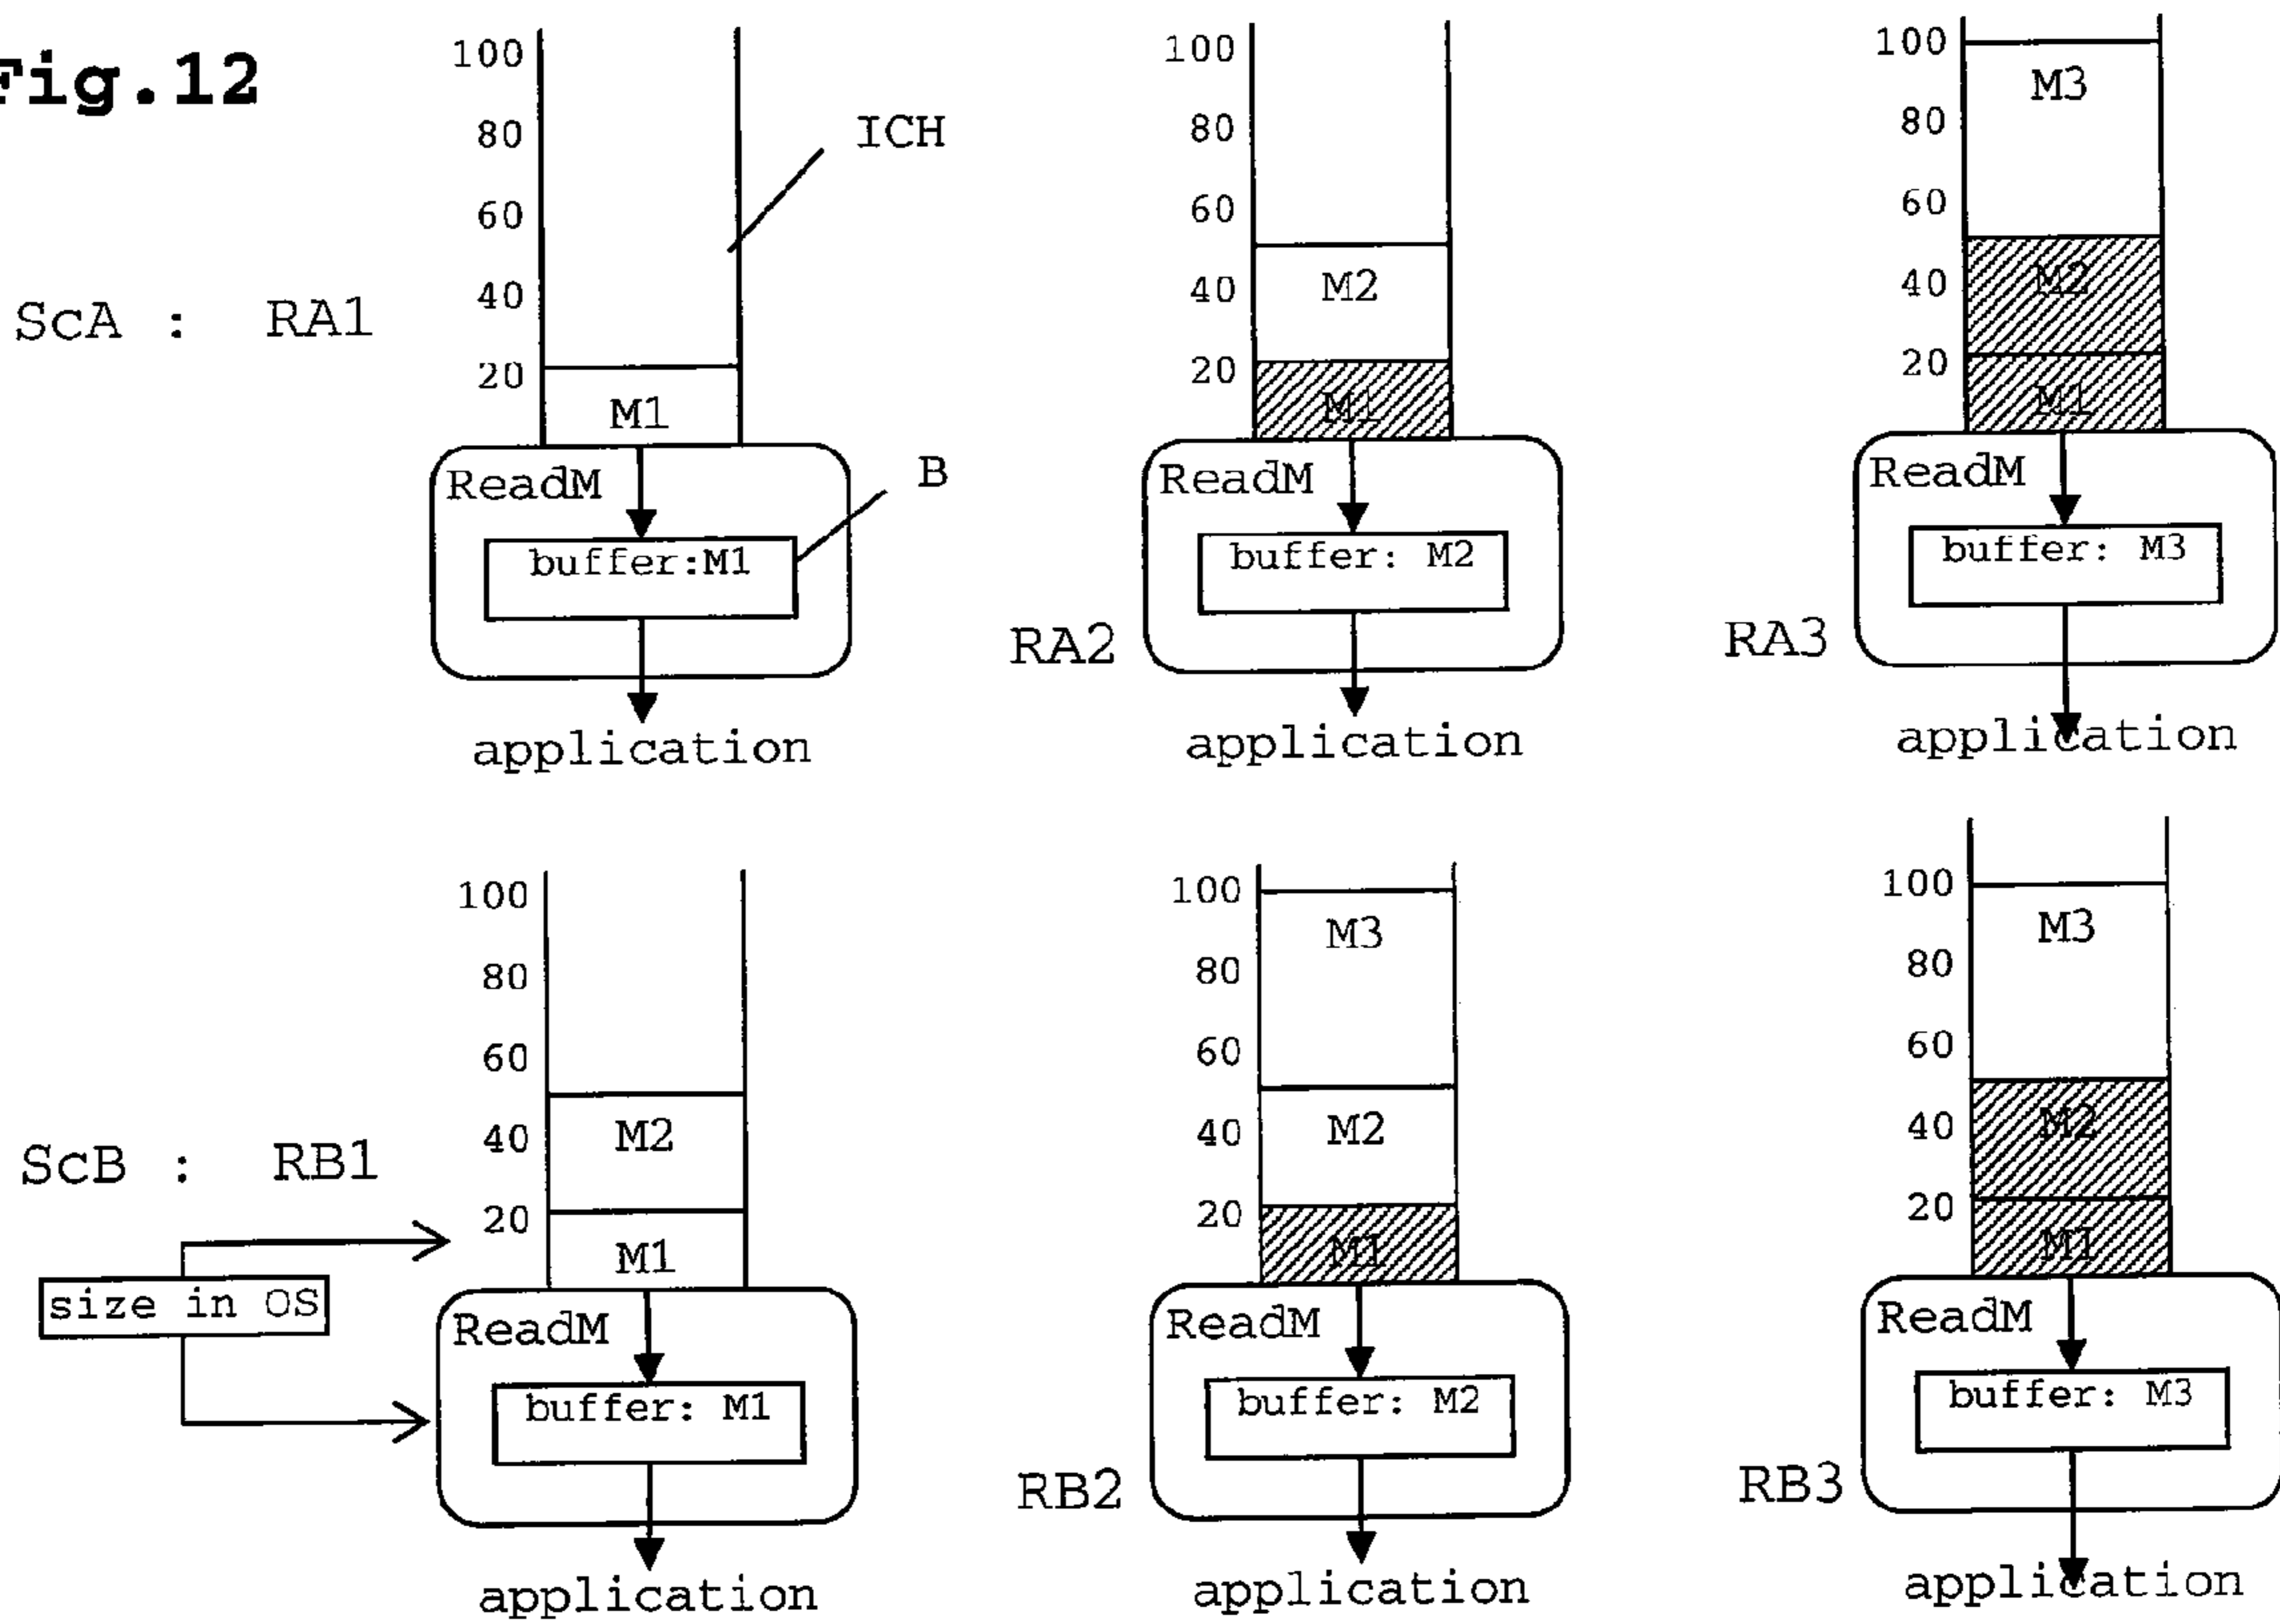 Fig.12
ScA : RA1
100
80
60
40
20
ICH
M1
ReadM
B
buffer:M1
application
RA2
100
80
60
40
20
M2
M1
ReadM
buffer: M2
application
RA3
100
80
60
40
20
M3
M2
M1
ReadM
buffer: M3
application
ScB : RB1
size in OS
100
80
60
40
20
M2
M1
ReadM
buffer: M1
application
RB2
100
80
60
40
20
M3
M2
M1
ReadM
buffer: M2
application
RB3
100
80
60
40
20
M3
M2
M1
ReadM
buffer: M3
application